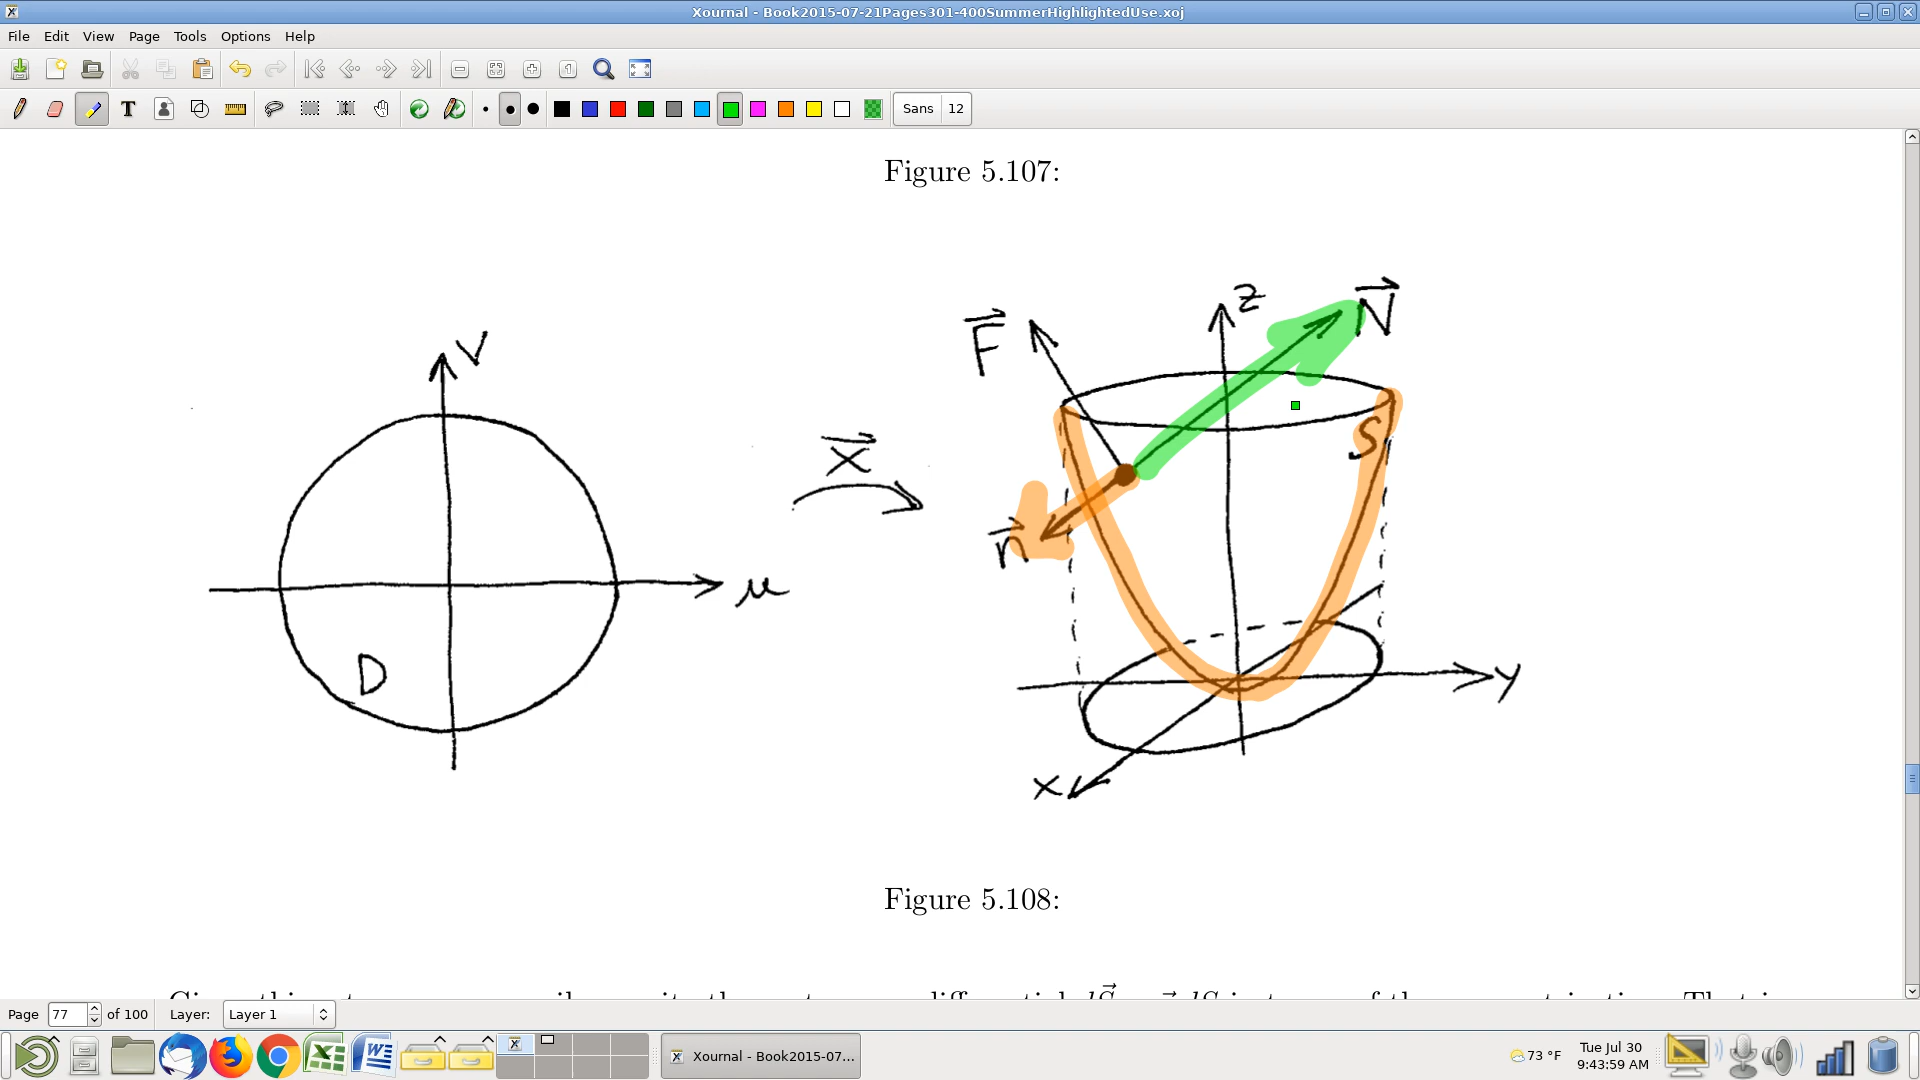 Xournal - Book2015-07-21Pages301-400SummerHighlightedUse.xoj
File Edit View Page Tools Options Help
Sans 12
Figure 5.107:
V
u
D
X
F
z
N
S
n
y
x
Figure 5.108:
Page 77 of 100 Layer: Layer 1
Xournal - Book2015-07...
73 °F
Tue Jul 30
9:43:59 AM